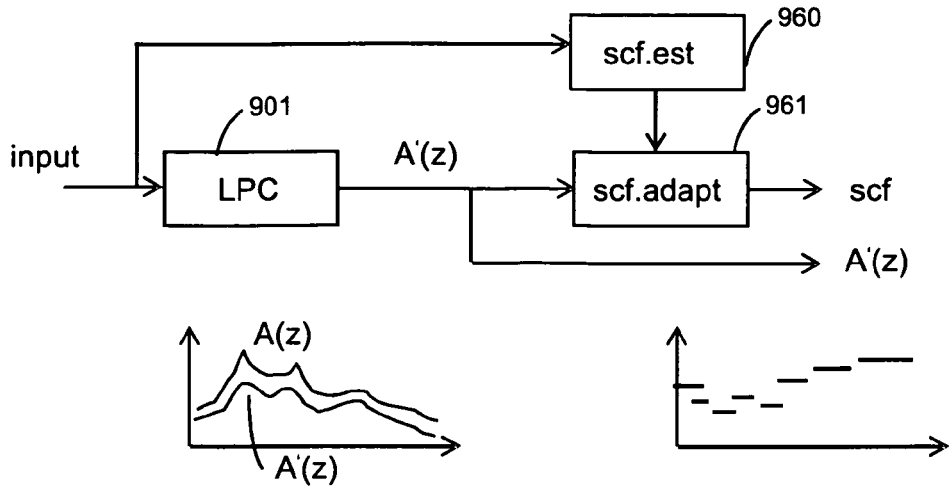 960
scf.est
901
961
input
A'(z)
LPC
scf.adapt
scf
A'(z)
A(z)
A'(z)